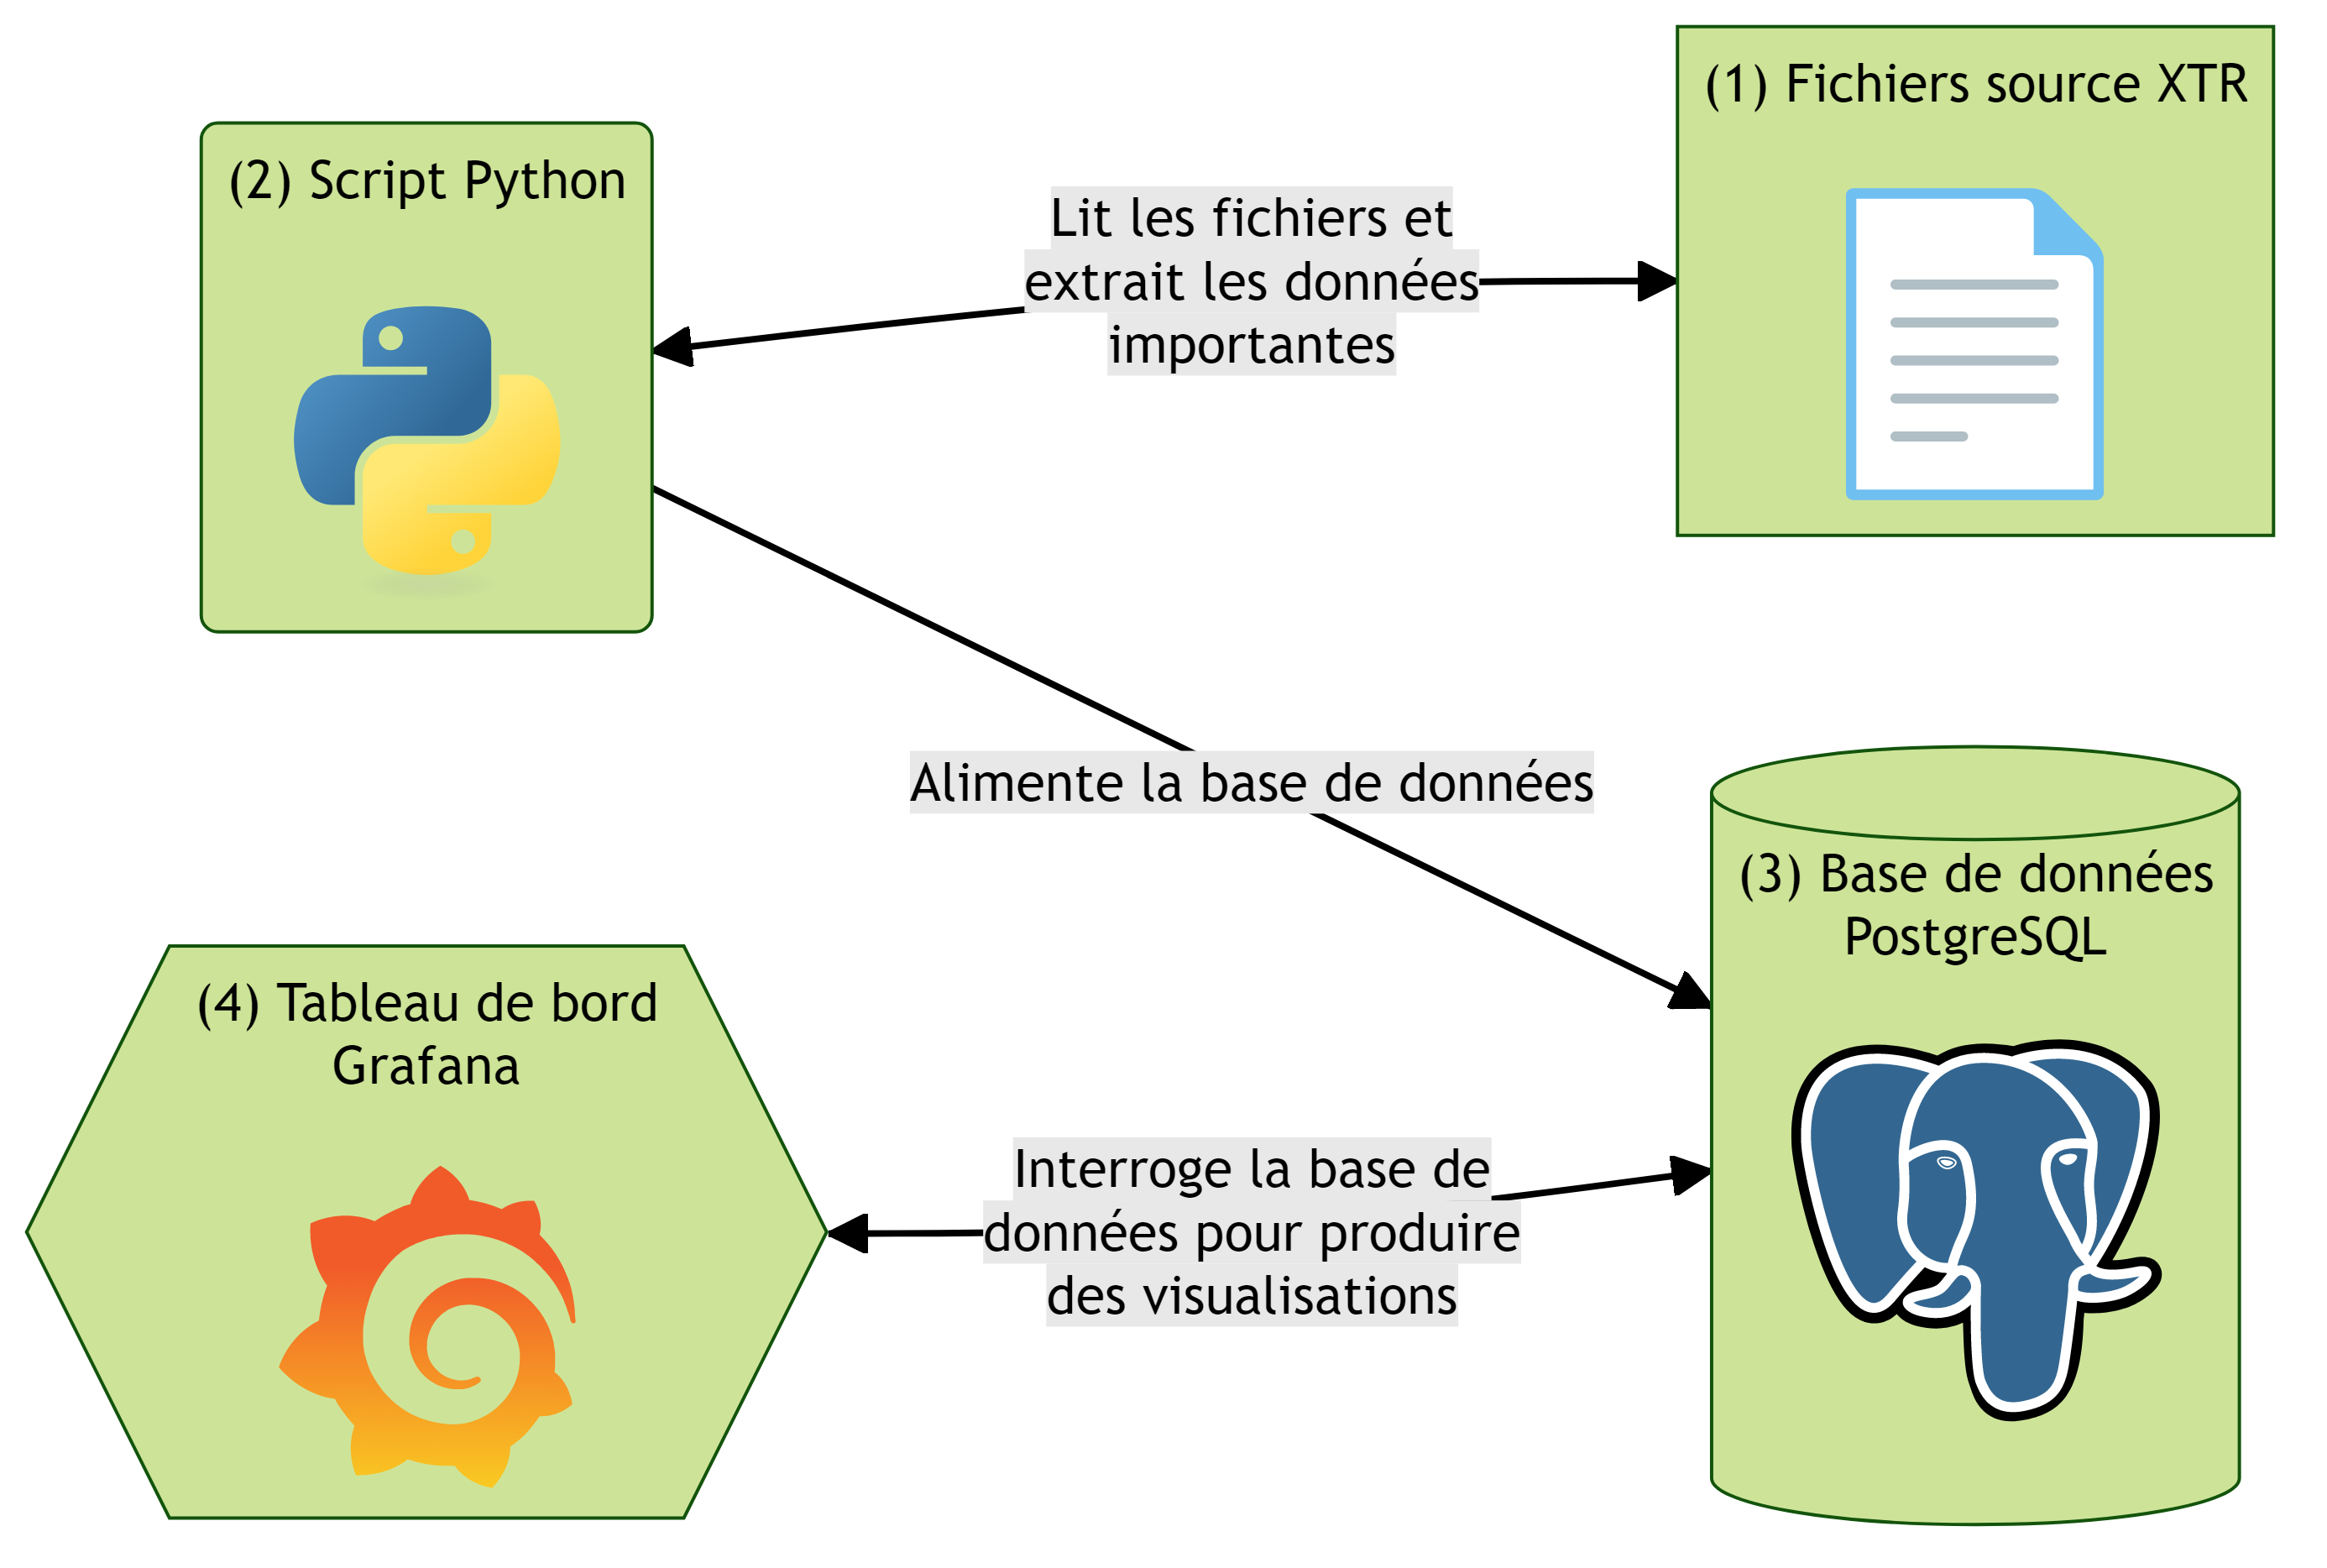 (1) Fichiers source XTR
(2) Script Python
Lit les fichiers et
extrait les données
importantes
Alimente la base de données
(3) Base de données
PostgreSQL
(4) Tableau de bord
Grafana
Interroge la base de
données pour produire
des visualisations